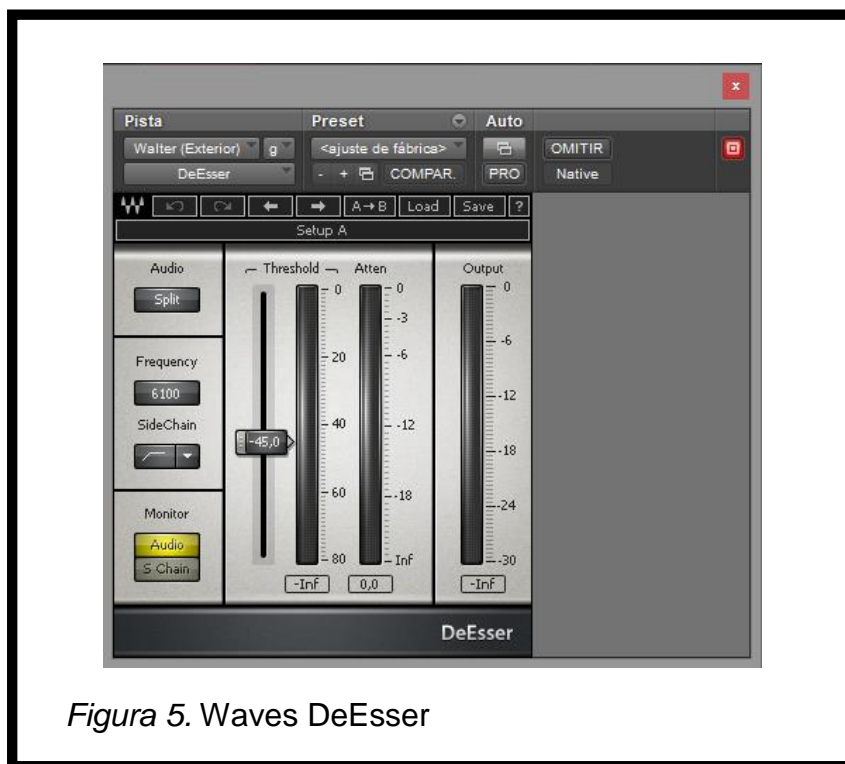 x
Pista Preset Auto
Walter (Exterior) g <ajuste de fábrica> OMITIR
DeEsser - + COMPAR. PRO Native
A→B Load Save ?
Setup A
Audio Threshold Atten Output
Split
Frequency
6100
SideChain
Monitor
Audio
S Chain
-45,0
0
20
40
60
80
0
-3
-6
-12
-18
Inf
0
-6
-12
-18
-24
-30
-Inf 0,0 -Inf
DeEsser
Figura 5. Waves DeEsser